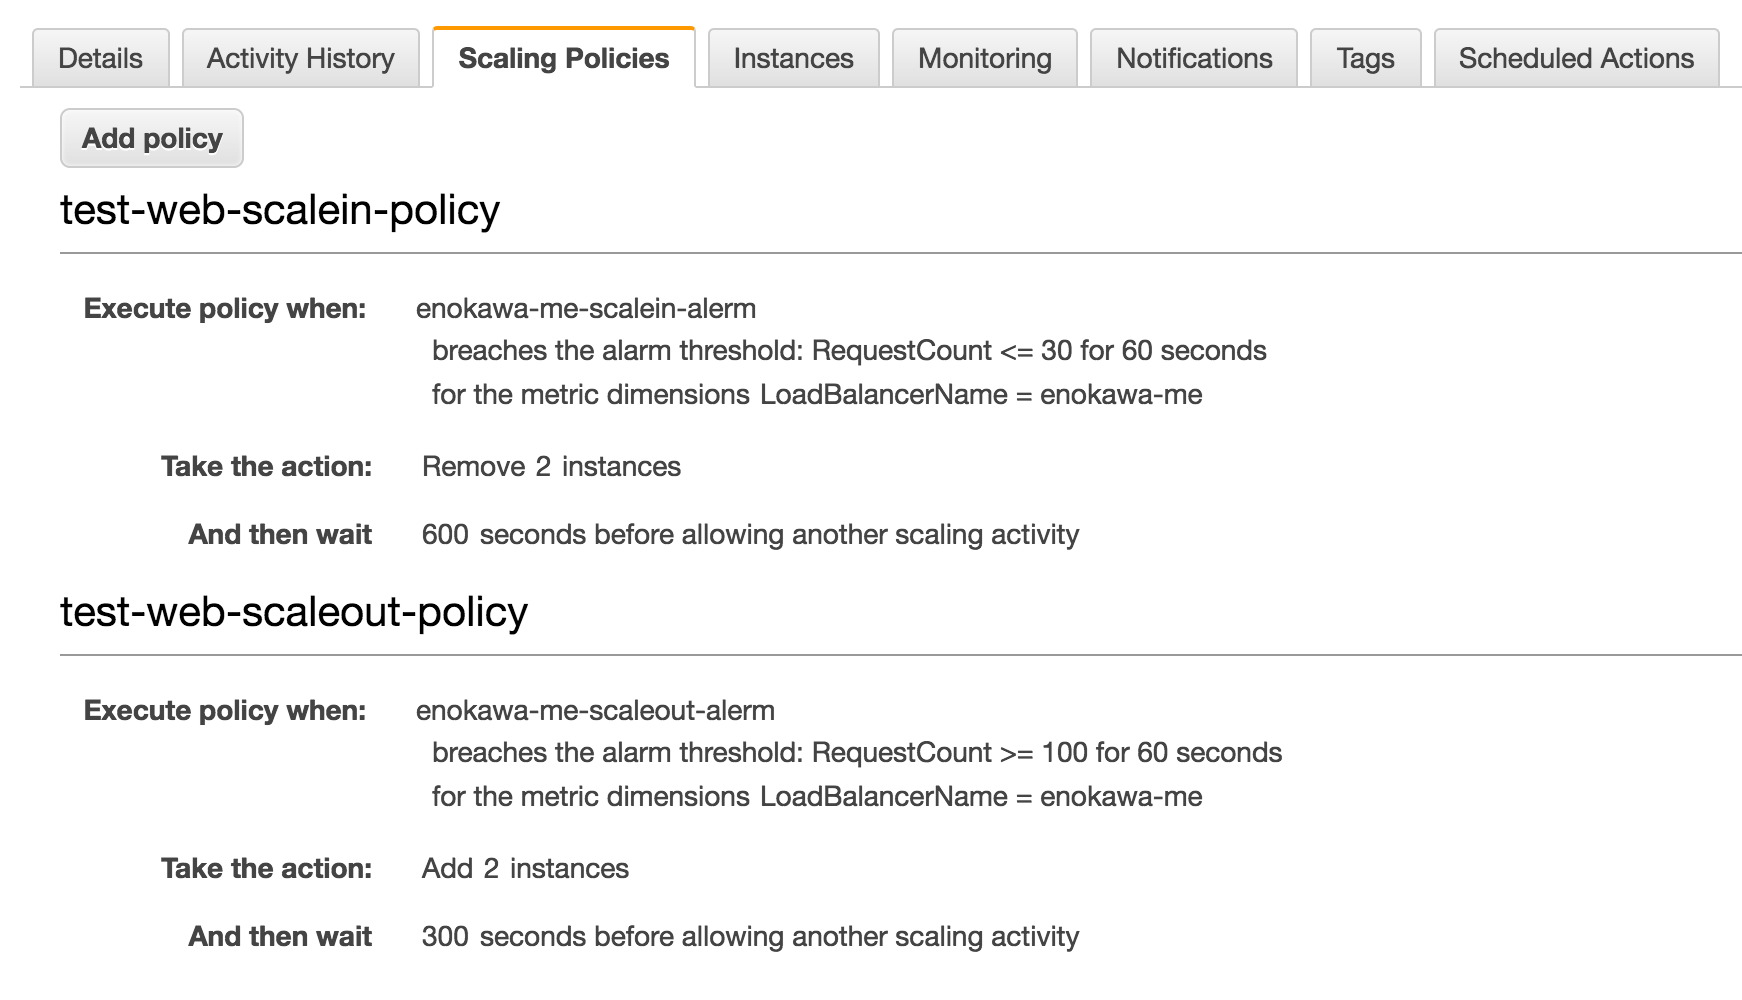 Details Activity History Scaling Policies Instances Monitoring Notifications Tags Scheduled Actions
Add policy
test-web-scalein-policy
Execute policy when: enokawa-me-scalein-alerm
breaches the alarm threshold: RequestCount <= 30 for 60 seconds
for the metric dimensions LoadBalancerName = enokawa-me
Take the action: Remove 2 instances
And then wait 600 seconds before allowing another scaling activity
test-web-scaleout-policy
Execute policy when: enokawa-me-scaleout-alerm
breaches the alarm threshold: RequestCount >= 100 for 60 seconds
for the metric dimensions LoadBalancerName = enokawa-me
Take the action: Add 2 instances
And then wait 300 seconds before allowing another scaling activity